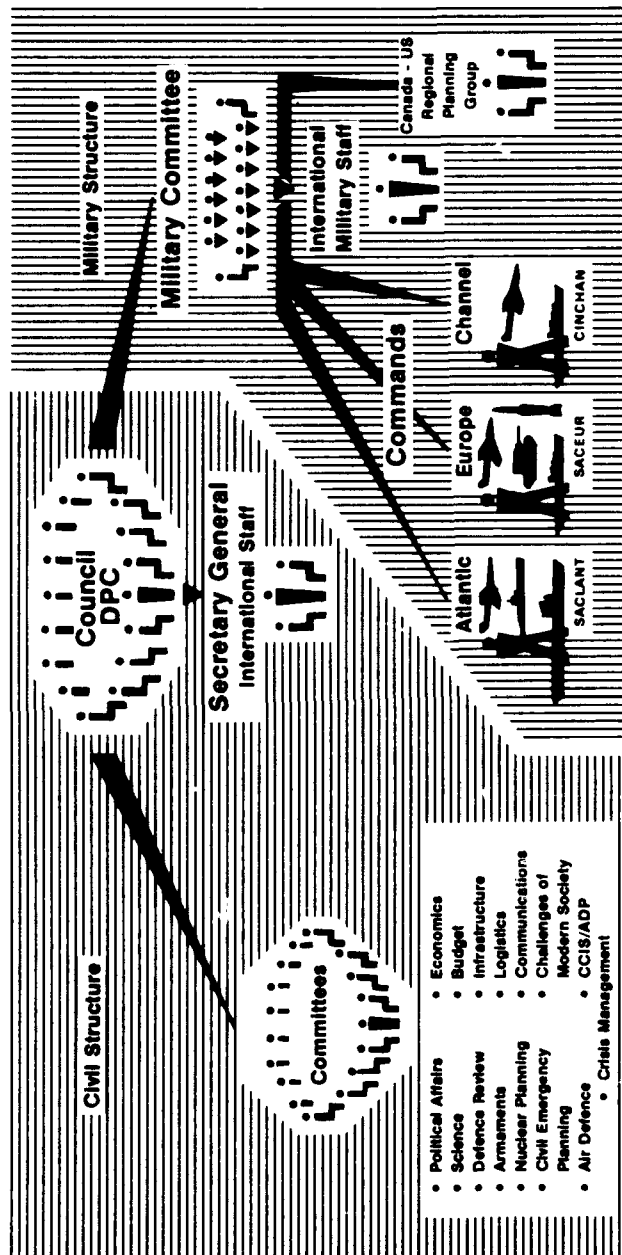 Civil Structure
Military Structure
Council
DPC
Secretary General
International Staff
Military Committee
International
Military Staff
Canada - US
Regional
Planning
Group
Committees
Commands
Atlantic
Europe
Channel
SACLANT
SACEUR
CINCHAN
• Political Affairs
• Science
• Defence Review
• Armaments
• Nuclear Planning
• Civil Emergency
Planning
• Air Defence
• Economics
• Budget
• Infrastructure
• Logistics
• Communications
• Challenges of
Modern Society
• CCIS/ADP
• Crisis Management